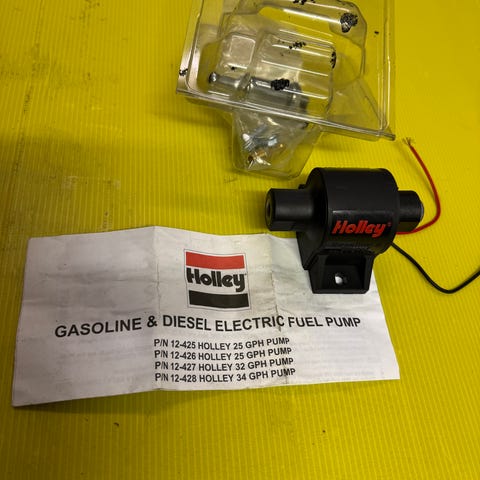 Holley
Holley
GASOLINE & DIESEL ELECTRIC FUEL PUMP
P/N 12-425 HOLLEY 25 GPH PUMP
P/N 12-426 HOLLEY 25 GPH PUMP
P/N 12-427 HOLLEY 32 GPH PUMP
P/N 12-428 HOLLEY 34 GPH PUMP